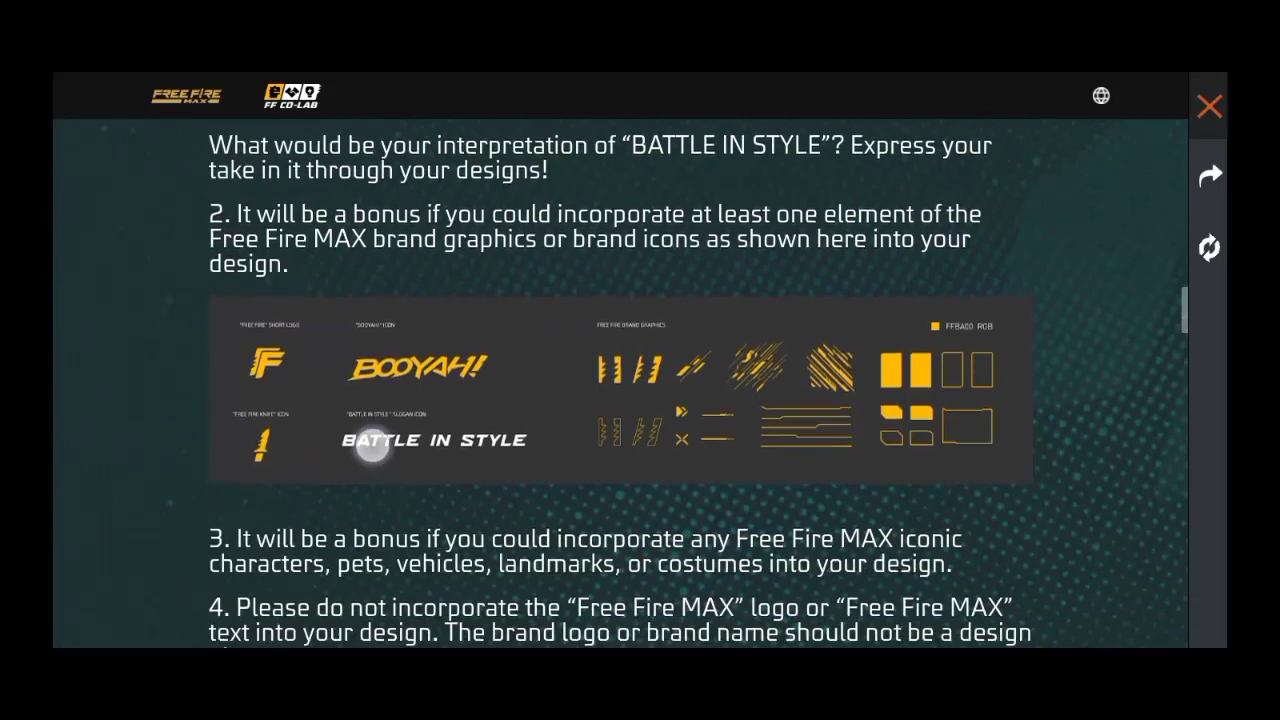 FREE FIRE
MAX
FF CO-LAB
What would be your interpretation of “BATTLE IN STYLE”? Express your
take in it through your designs!
2. It will be a bonus if you could incorporate at least one element of the
Free Fire MAX brand graphics or brand icons as shown here into your
design.
"FREE FIRE" SHORT LOGO
"BOOYAH!" ICON
FREE FIRE BRAND GRAPHICS
FFBA00 RGB
F
BOOYAH!
"FREE FIRE KNIFE" ICON
"BATTLE IN STYLE" SLOGAN ICON
BATTLE IN STYLE
3. It will be a bonus if you could incorporate any Free Fire MAX iconic
characters, pets, vehicles, landmarks, or costumes into your design.
4. Please do not incorporate the “Free Fire MAX” logo or “Free Fire MAX”
text into your design. The brand logo or brand name should not be a design